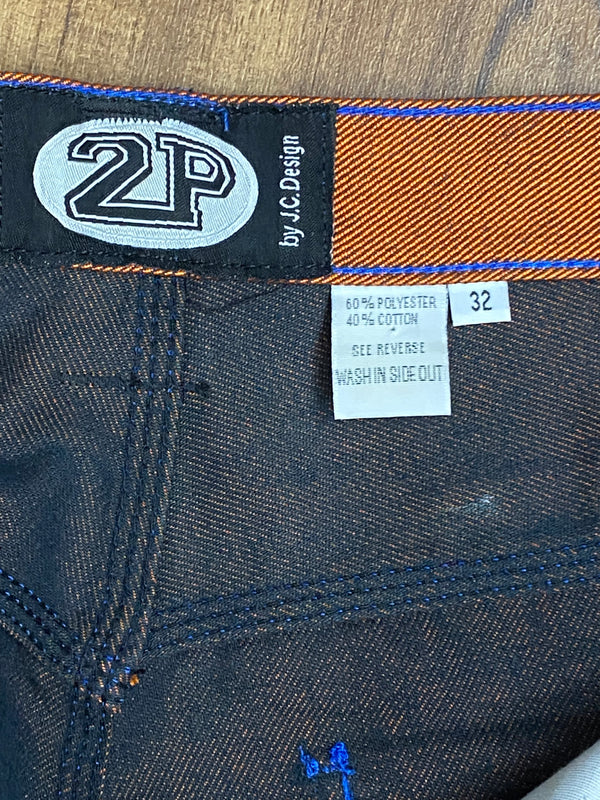 2P
by J.C. Design
60% POLYESTER
40% COTTON
SEE REVERSE
WASH IN SIDE OUT
32